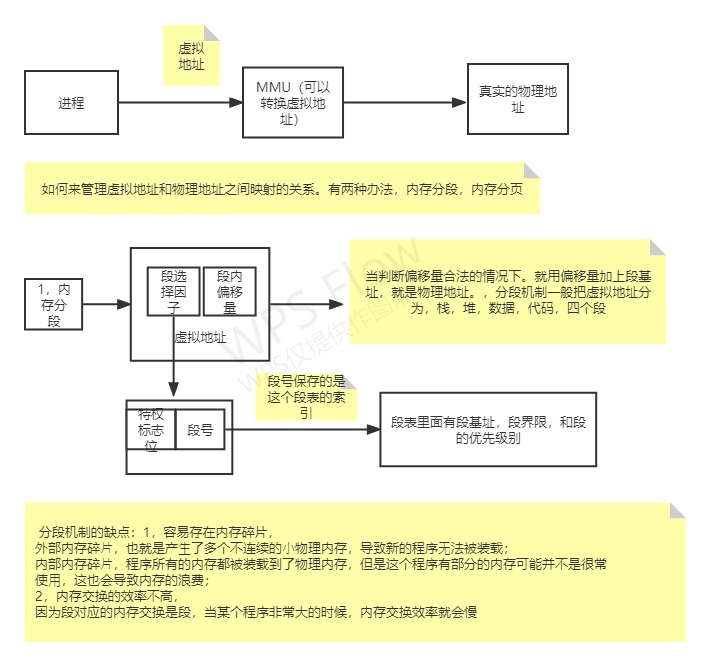 虚拟
地址
进程
MMU（可以
转换虚拟地
址）
真实的物理地
址
如何来管理虚拟地址和物理地址之间映射的关系。有两种办法，内存分段，内存分页
1，内
存分
段
段选
择因
子
段内
偏移
量
虚拟地址
当判断偏移量合法的情况下。就用偏移量加上段基
址，就是物理地址。，分段机制一般把虚拟地址分
为，栈，堆，数据，代码，四个段
WPS Flow
WPS仅提供作图
特权
标志
位
段号
段号保存的是
这个段表的索
引
段表里面有段基址，段界限，和段
的优先级别
分段机制的缺点：1，容易存在内存碎片，
外部内存碎片，也就是产生了多个不连续的小物理内存，导致新的程序无法被装载；
内部内存碎片，程序所有的内存都被装载到了物理内存，但是这个程序有部分的内存可能并不是很常
使用，这也会导致内存的浪费；
2，内存交换的效率不高，
因为段对应的内存交换是段，当某个程序非常大的时候，内存交换效率就会慢